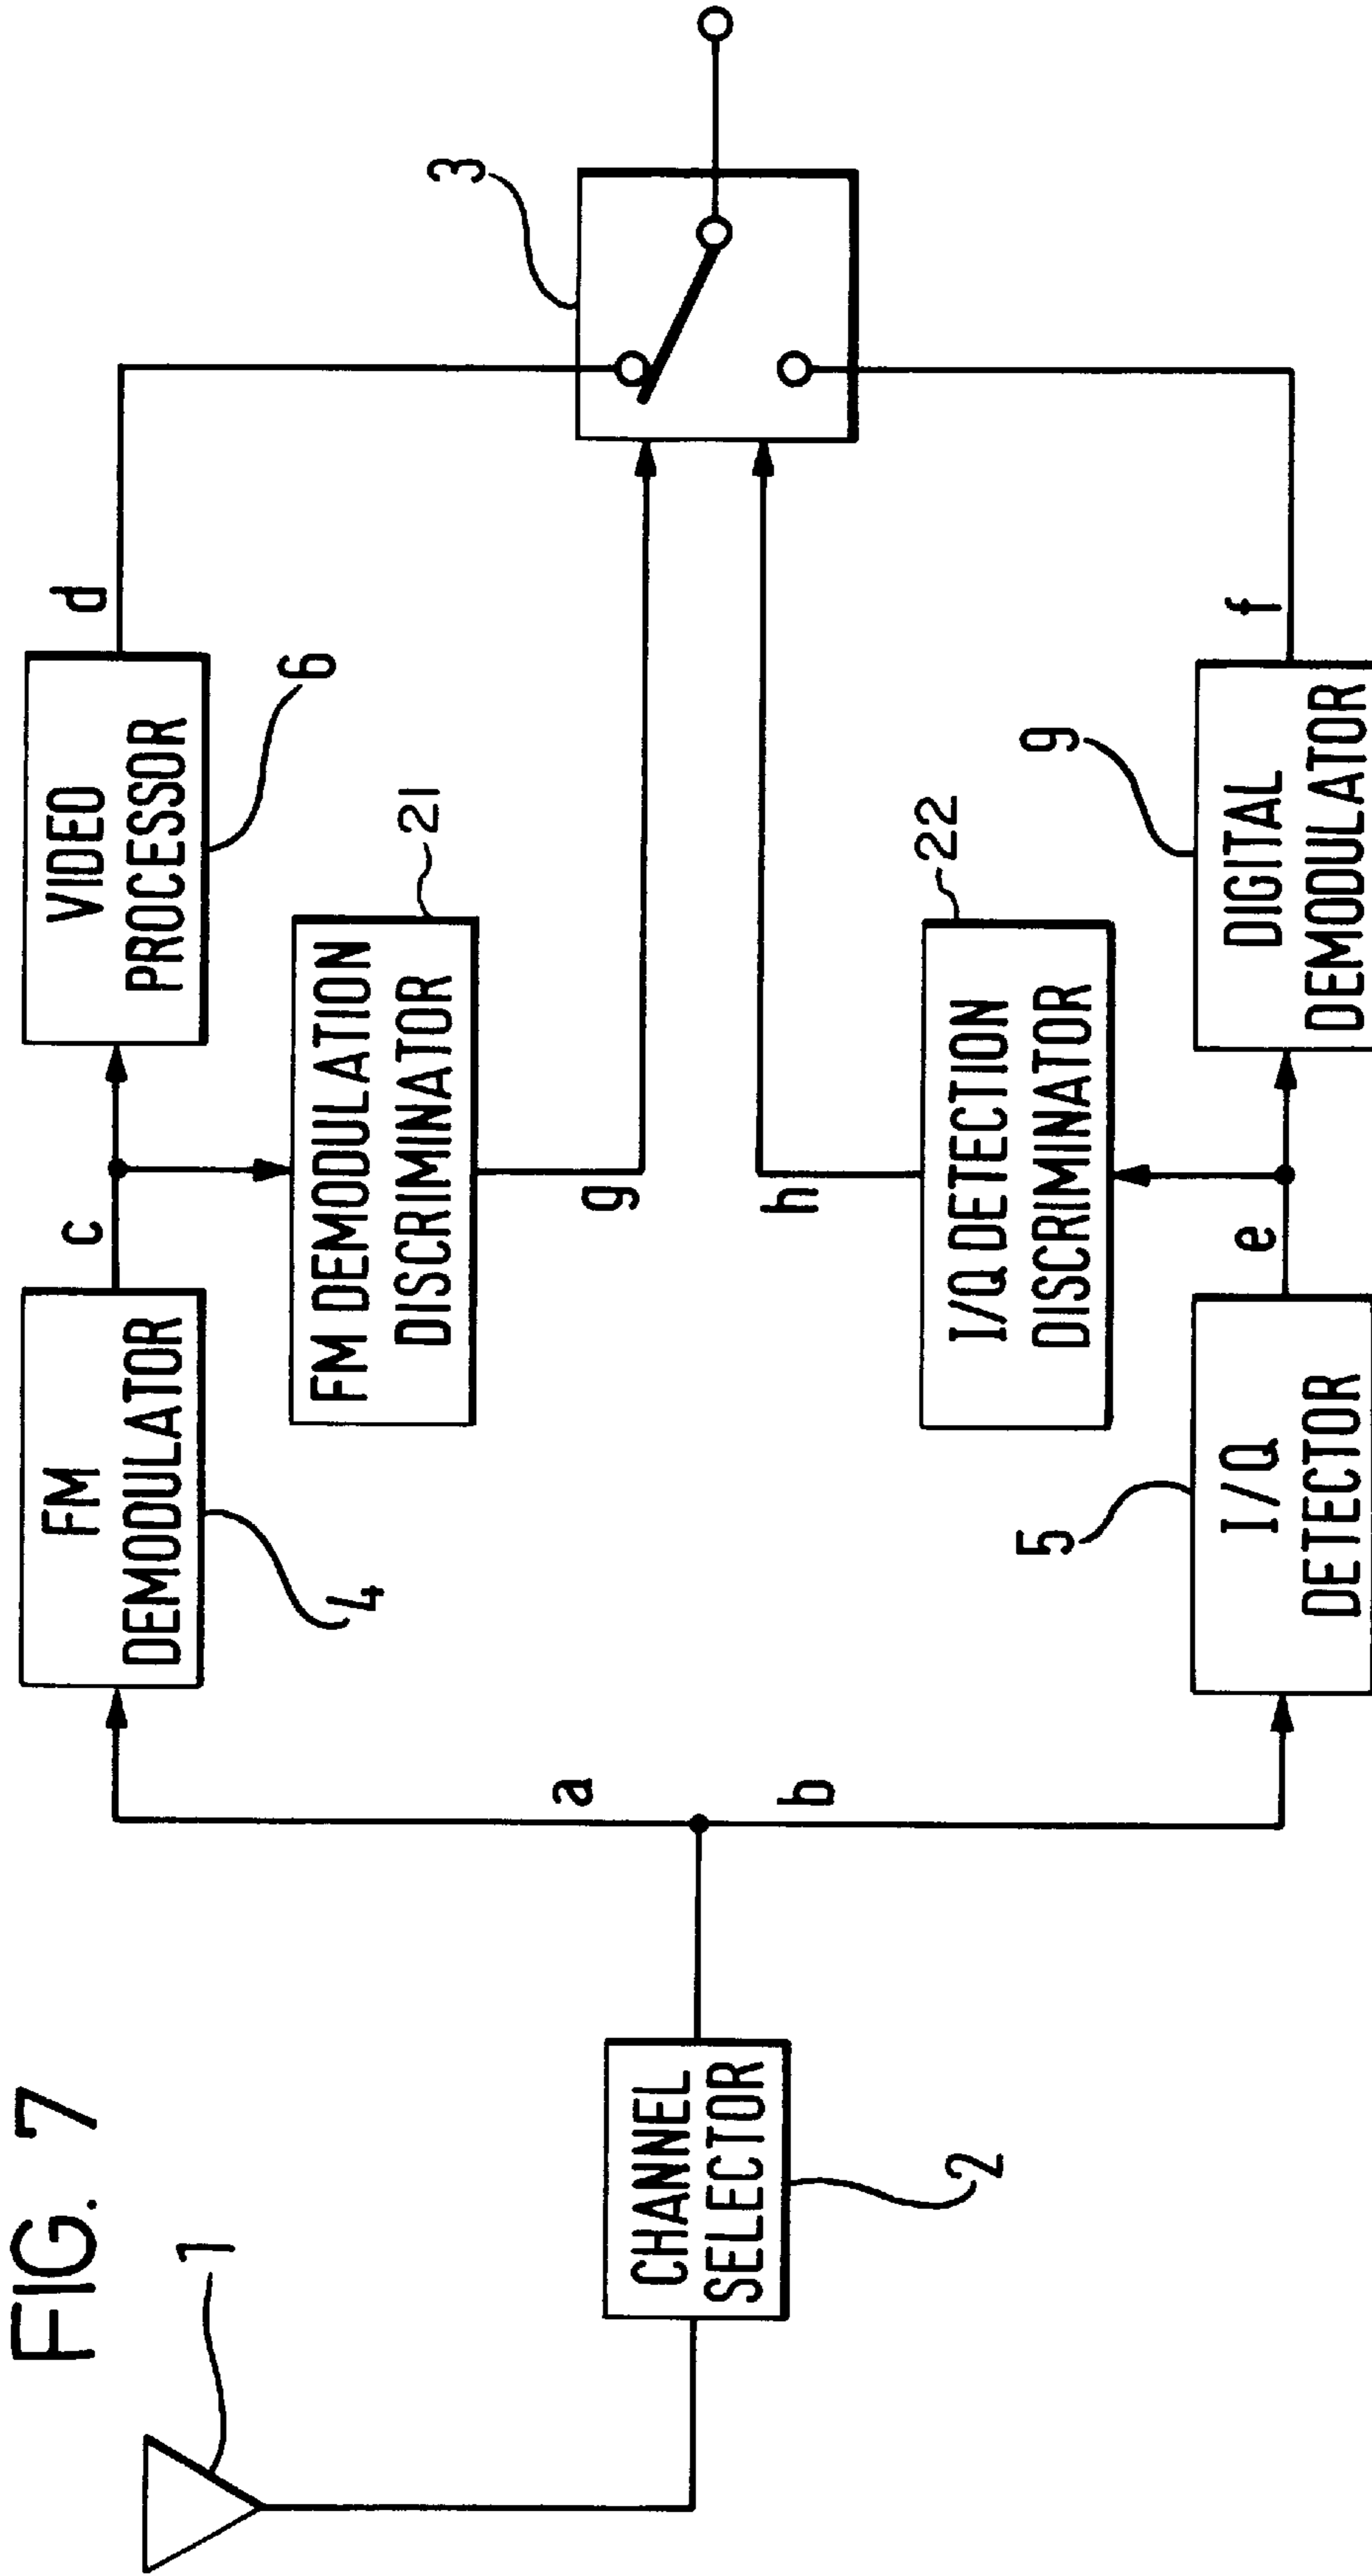 FIG. 7
1
CHANNEL
SELECTOR
2
a
b
FM
DEMODULATOR
4
c
VIDEO
PROCESSOR
6
d
FM DEMODULATION
DISCRIMINATOR
21
g
3
h
I/Q DETECTION
DISCRIMINATOR
22
I/Q
DETECTOR
5
e
DIGITAL
DEMODULATOR
9
f